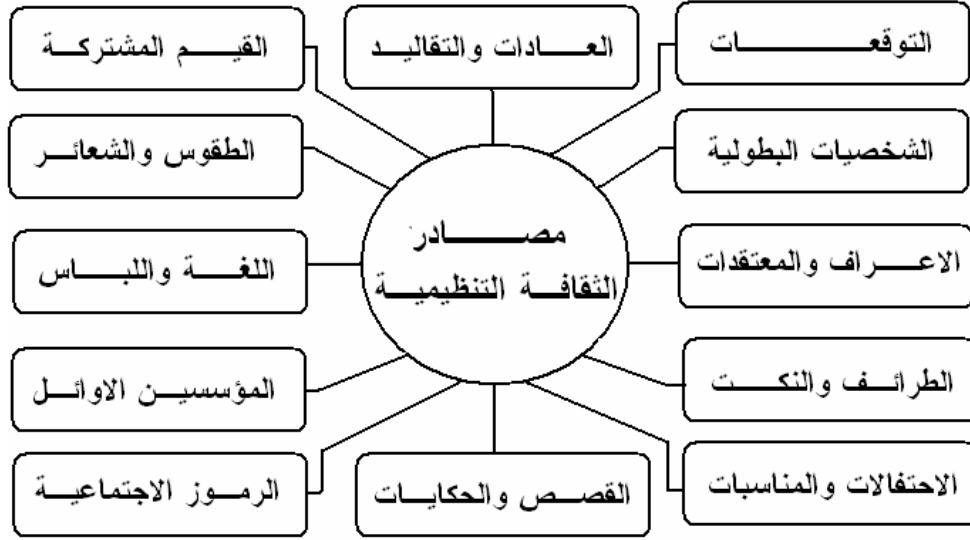 التوقعات
العادات والتقاليد
القيم المشتركة
الشخصيات البطولية
الطقوس والشعائر
مصادر
الثقافة التنظيمية
الاعراف والمعتقدات
اللغة واللباس
الطرائف والنكت
المؤسسين الاوائل
الاحتفالات والمناسبات
القصص والحكايات
الرموز الاجتماعية